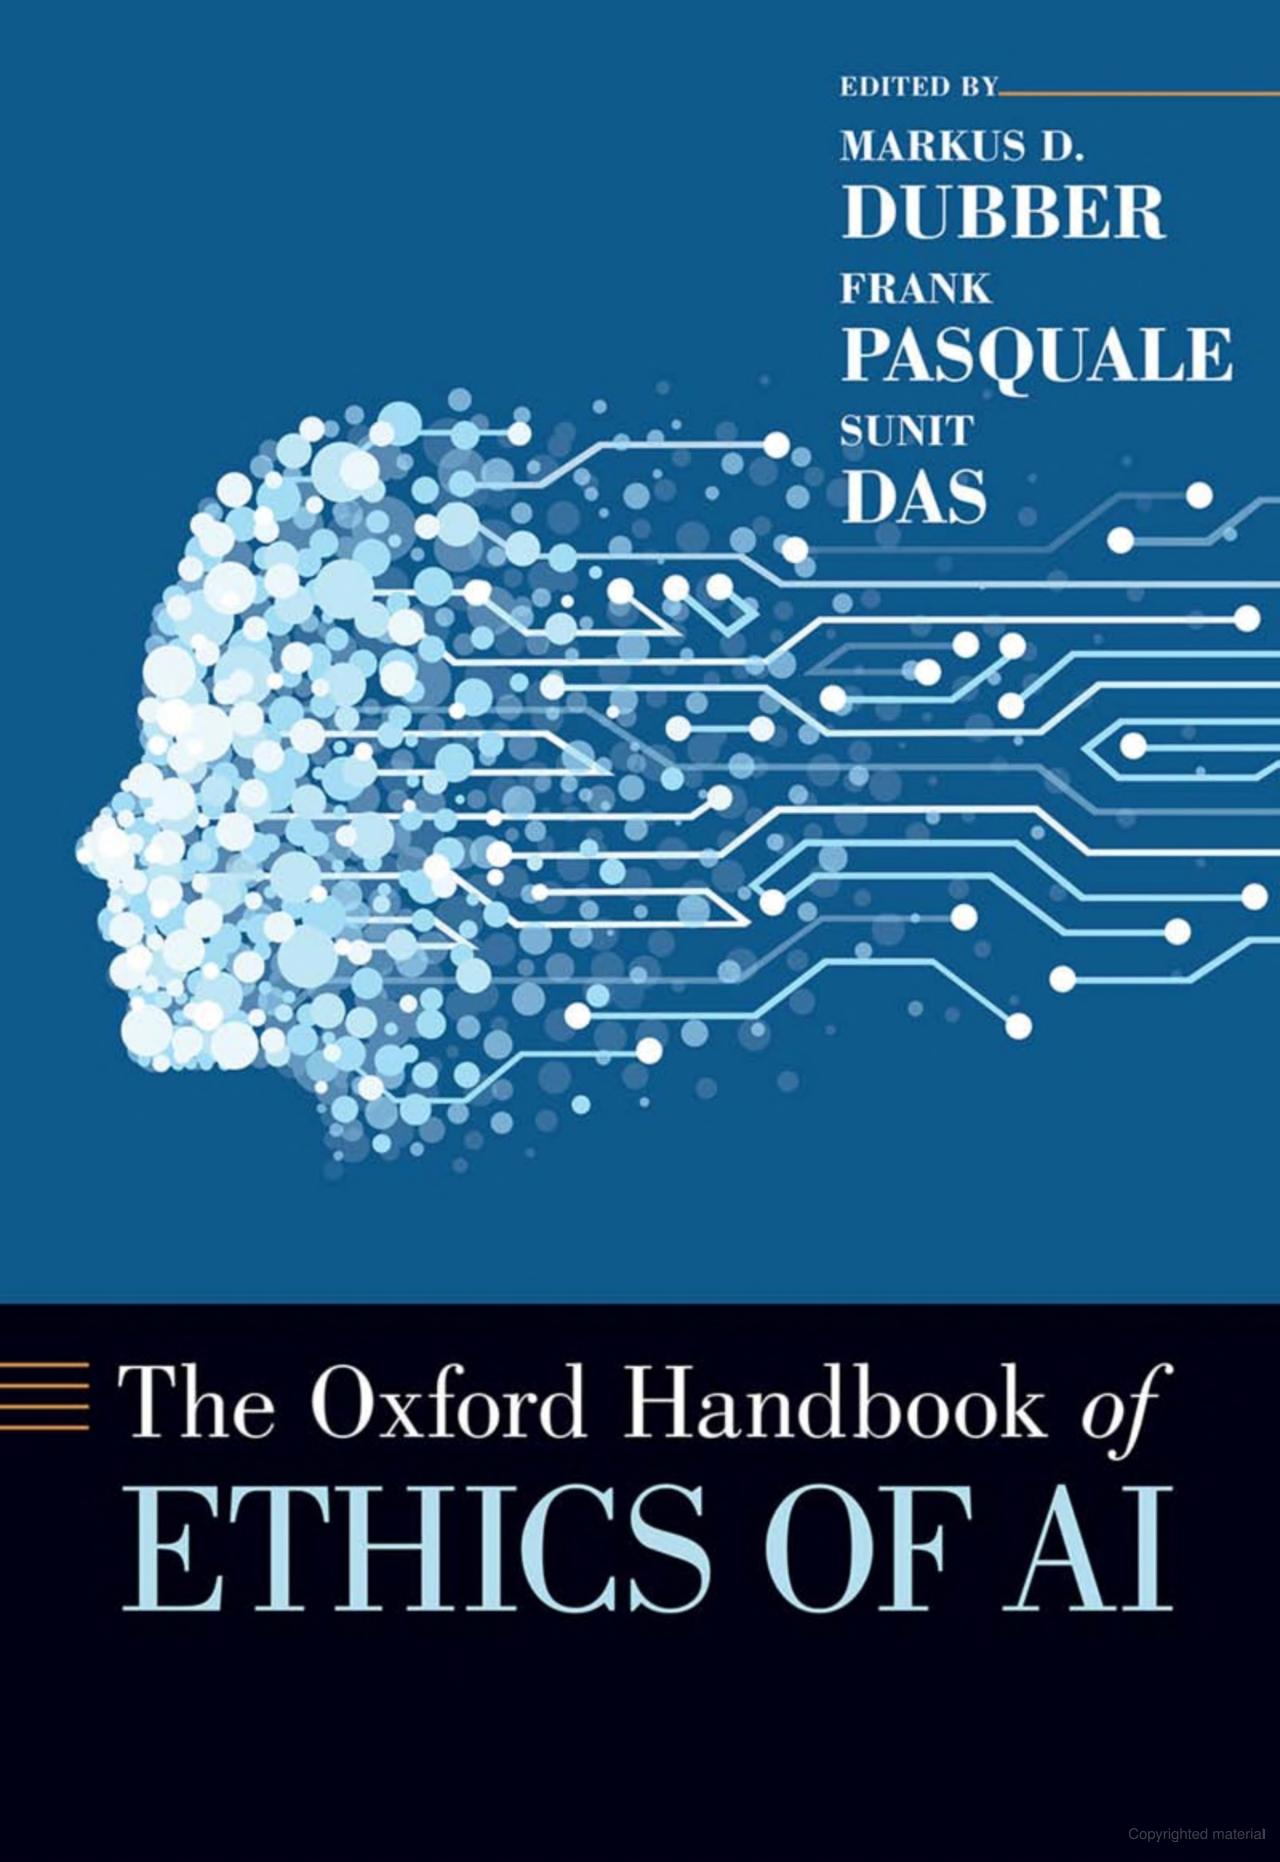 EDITED BY
MARKUS D.
DUBBER
FRANK
PASQUALE
SUNIT
DAS
The Oxford Handbook of
ETHICS OF AI
Copyrighted material